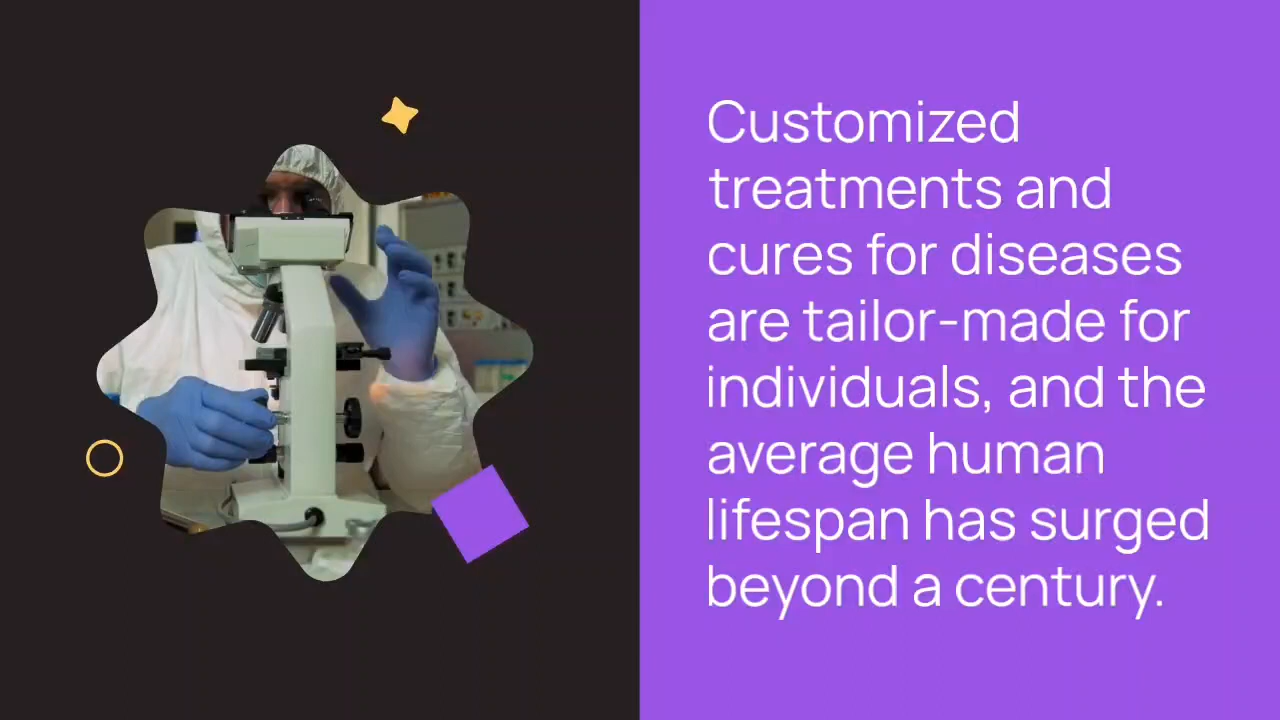 Customized
treatments and
cures for diseases
are tailor-made for
individuals, and the
average human
lifespan has surged
beyond a century.